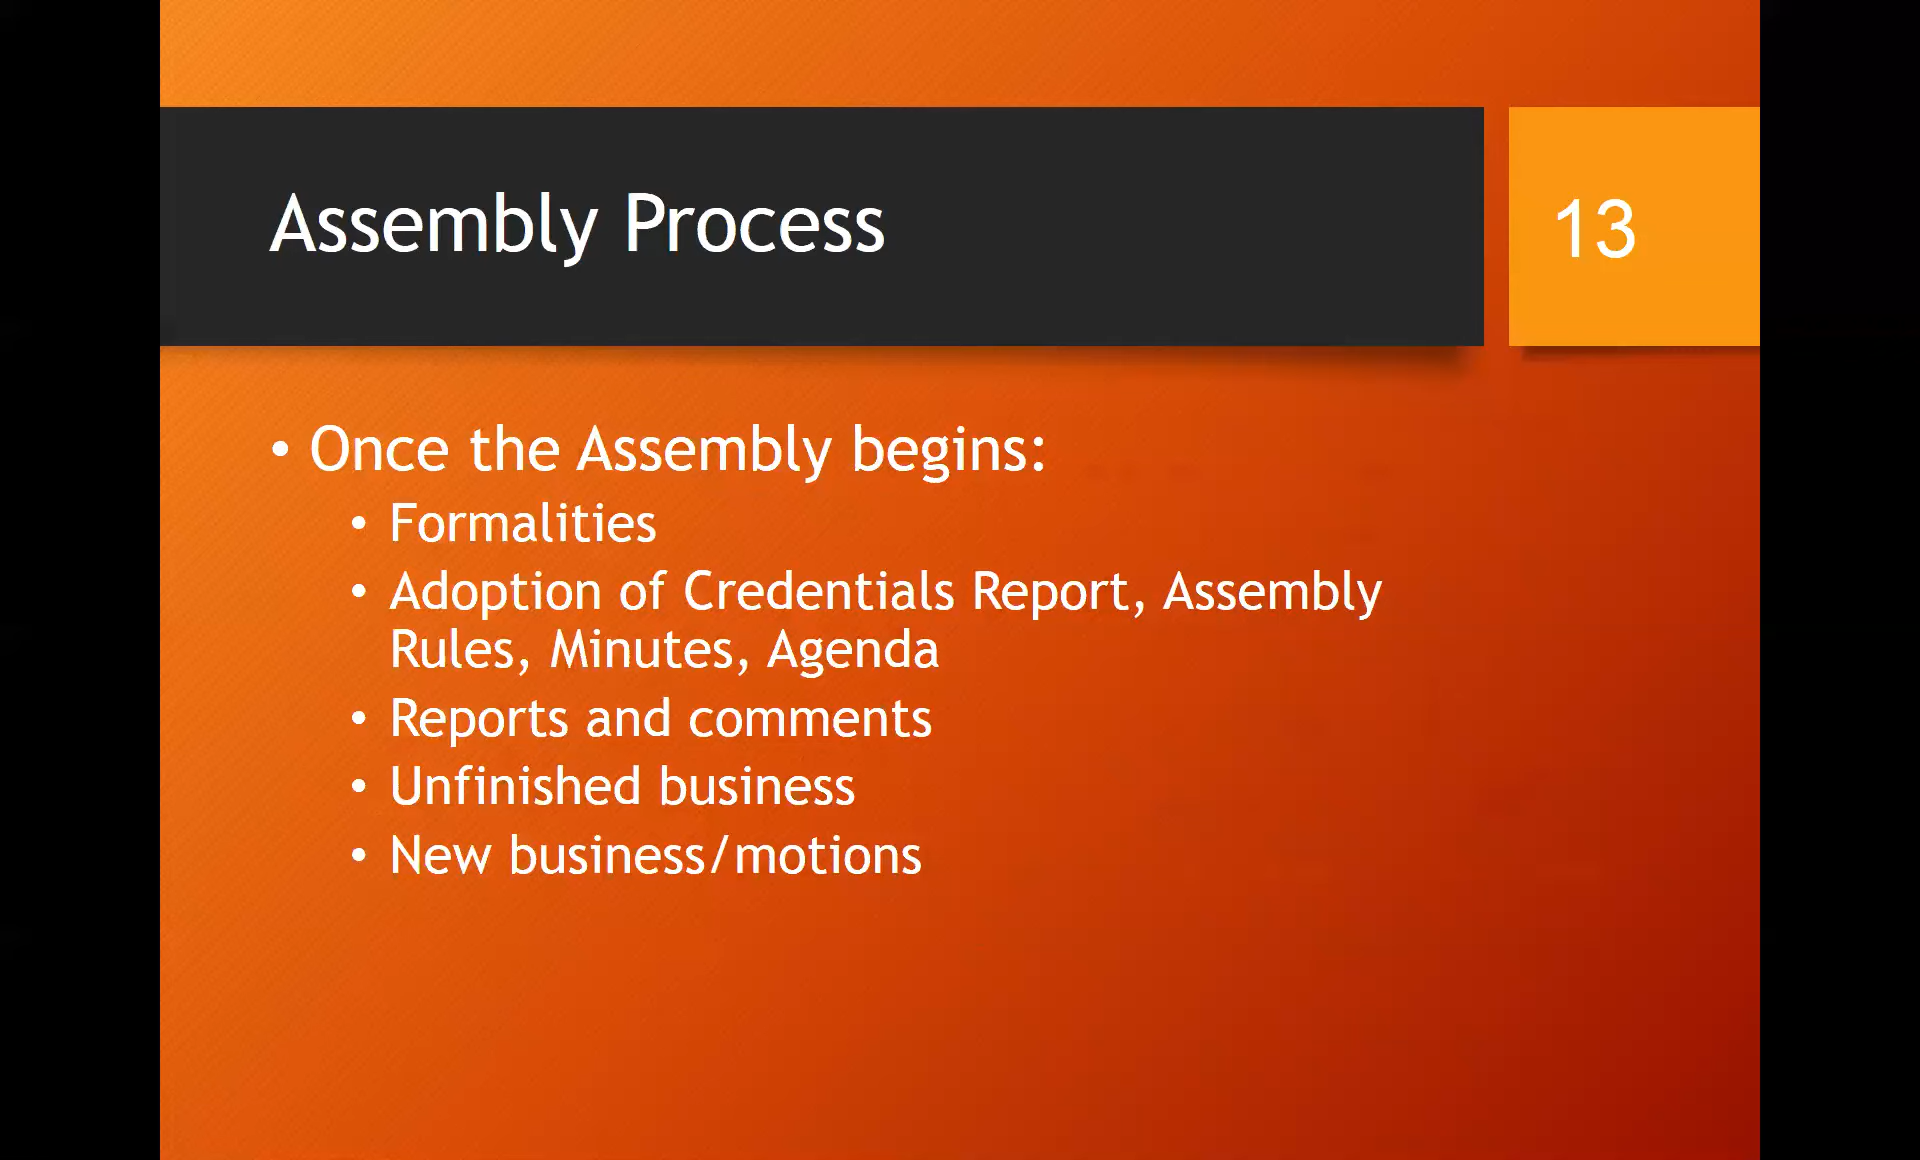 Assembly Process
13
• Once the Assembly begins:
• Formalities
• Adoption of Credentials Report, Assembly
Rules, Minutes, Agenda
• Reports and comments
• Unfinished business
• New business/motions